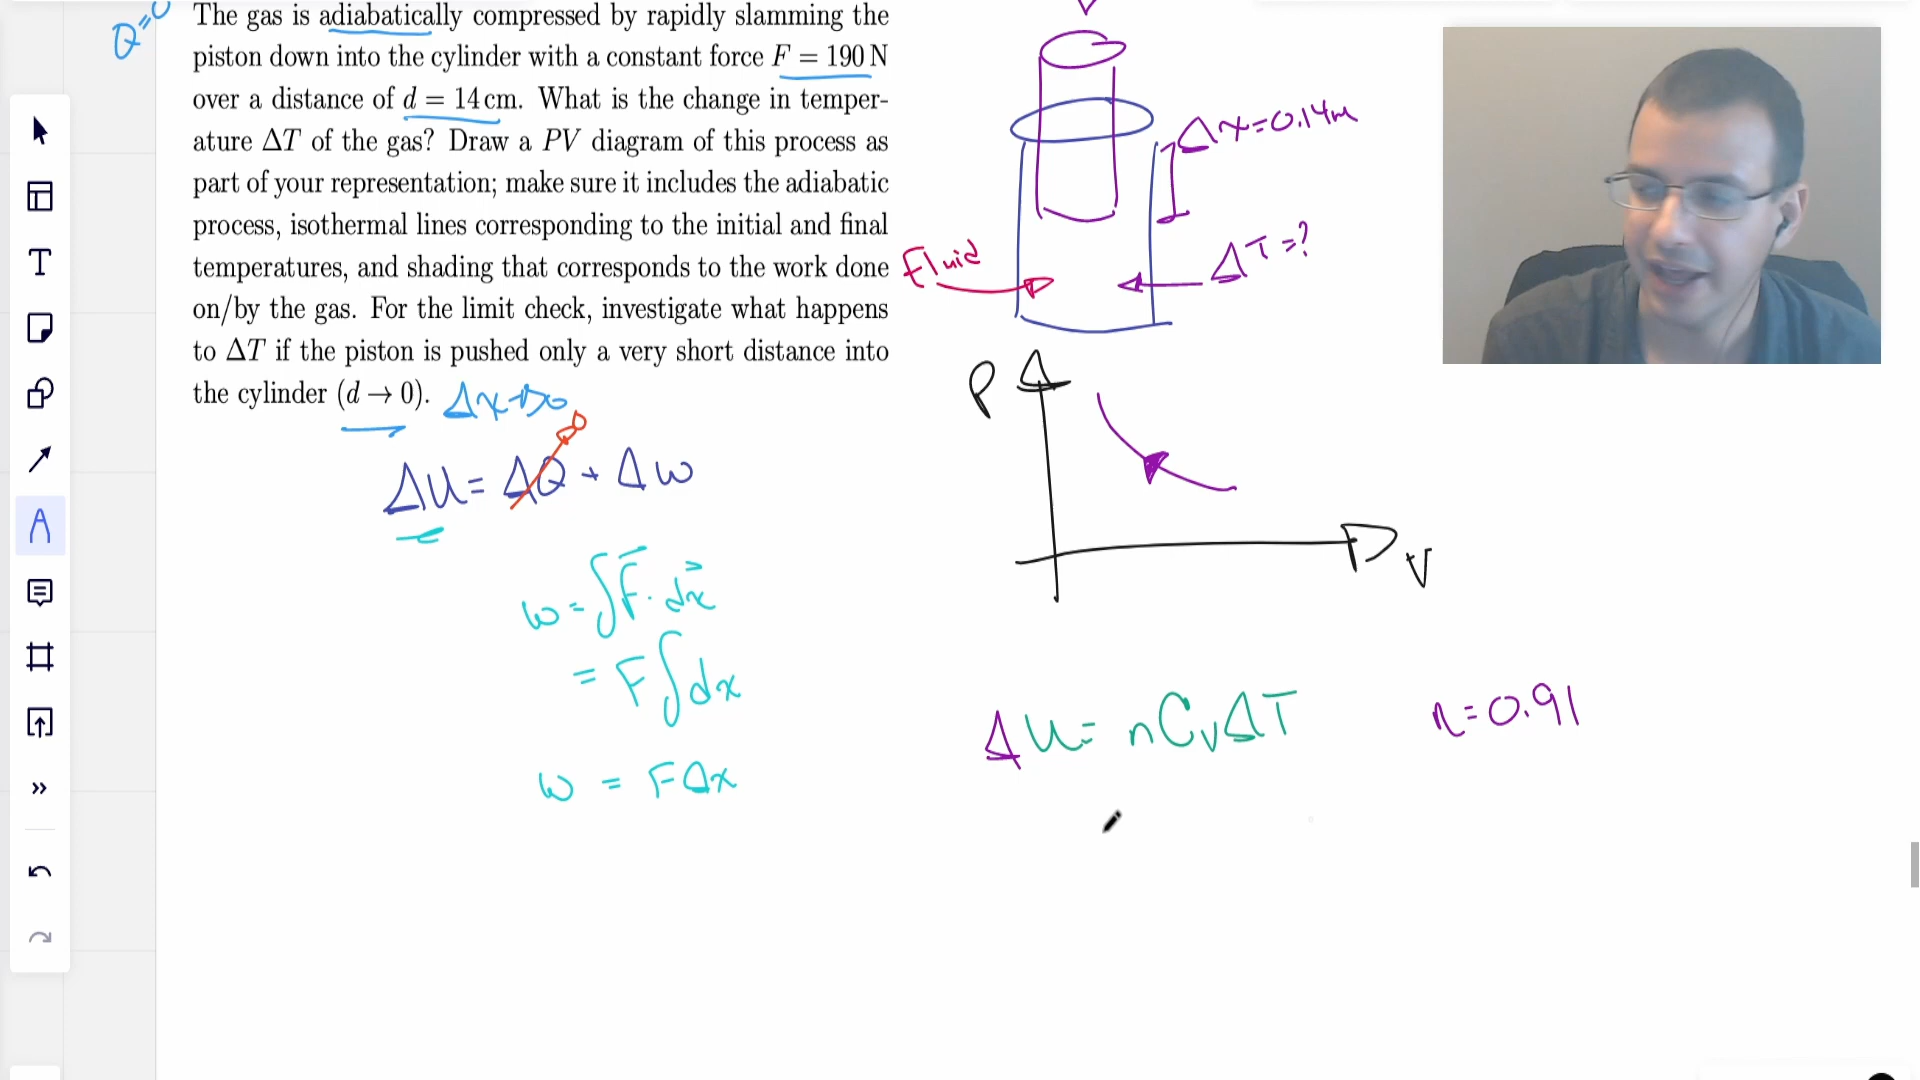 Q=0
The gas is adiabatically compressed by rapidly slamming the
piston down into the cylinder with a constant force F = 190 N
over a distance of d = 14 cm. What is the change in temper-
ature ΔT of the gas? Draw a PV diagram of this process as
part of your representation; make sure it includes the adiabatic
process, isothermal lines corresponding to the initial and final
temperatures, and shading that corresponds to the work done
on/by the gas. For the limit check, investigate what happens
to ΔT if the piston is pushed only a very short distance into
the cylinder (d → 0).
Δx→0
ΔU = ΔQ + ΔW
0
W = ∫F⃗ · dx⃗
= F∫dx
W = FΔx
Δx=0.14m
ΔT=?
Fluid
P
V
ΔU = nCvΔT
n=0.91
T